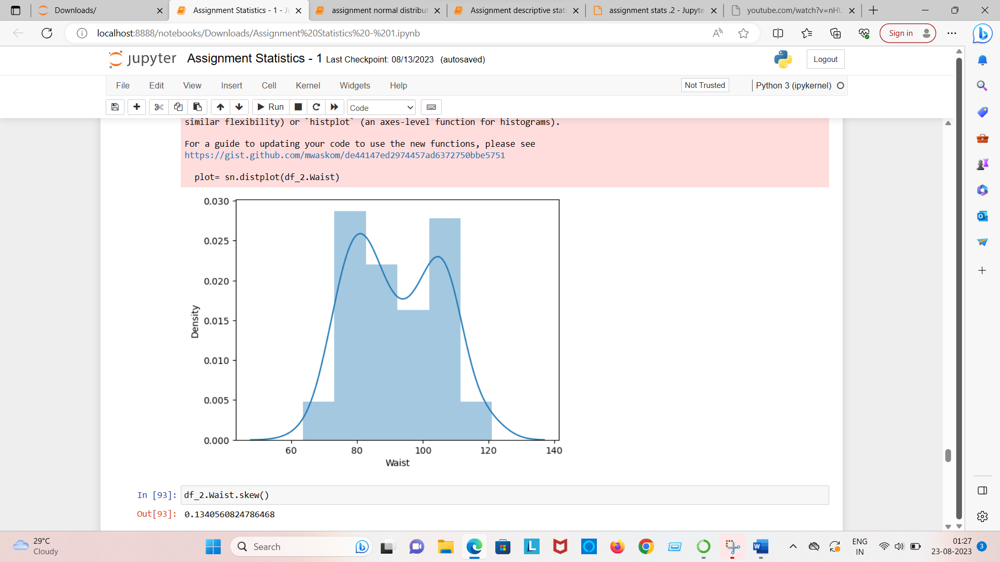 Downloads/
Assignment Statistics - 1 - Ju
assignment normal distribut
Assignment descriptive stati
assignment stats .2 - Jupyte
youtube.com/watch?v=nHU
localhost:8888/notebooks/Downloads/Assignment%20Statistics%20-%201.ipynb
Sign in
jupyter Assignment Statistics - 1 Last Checkpoint: 08/13/2023 (autosaved)
Logout
File Edit View Insert Cell Kernel Widgets Help
Not Trusted
Python 3 (ipykernel)
Run
Code
similar flexibility) or `histplot` (an axes-level function for histograms).
For a guide to updating your code to use the new functions, please see
https://gist.github.com/mwaskom/de44147ed2974457ad6372750bbe5751
plot= sn.distplot(df_2.Waist)
0.030
0.025
0.020
0.015
0.010
0.005
0.000
Density
60 80 100 120 140
Waist
In [93]: df_2.Waist.skew()
Out[93]: 0.1340560824786468
29°C
Cloudy
Search
ENG
IN
01:27
23-08-2023
3